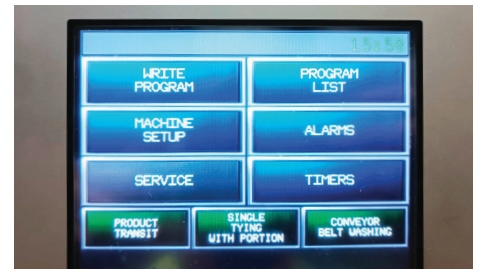 15:50
WRITE
PROGRAM
PROGRAM
LIST
MACHINE
SETUP
ALARMS
SERVICE
TIMERS
PRODUCT
TRANSIT
SINGLE
TYING
WITH PORTION
CONVEYOR
BELT WASHING